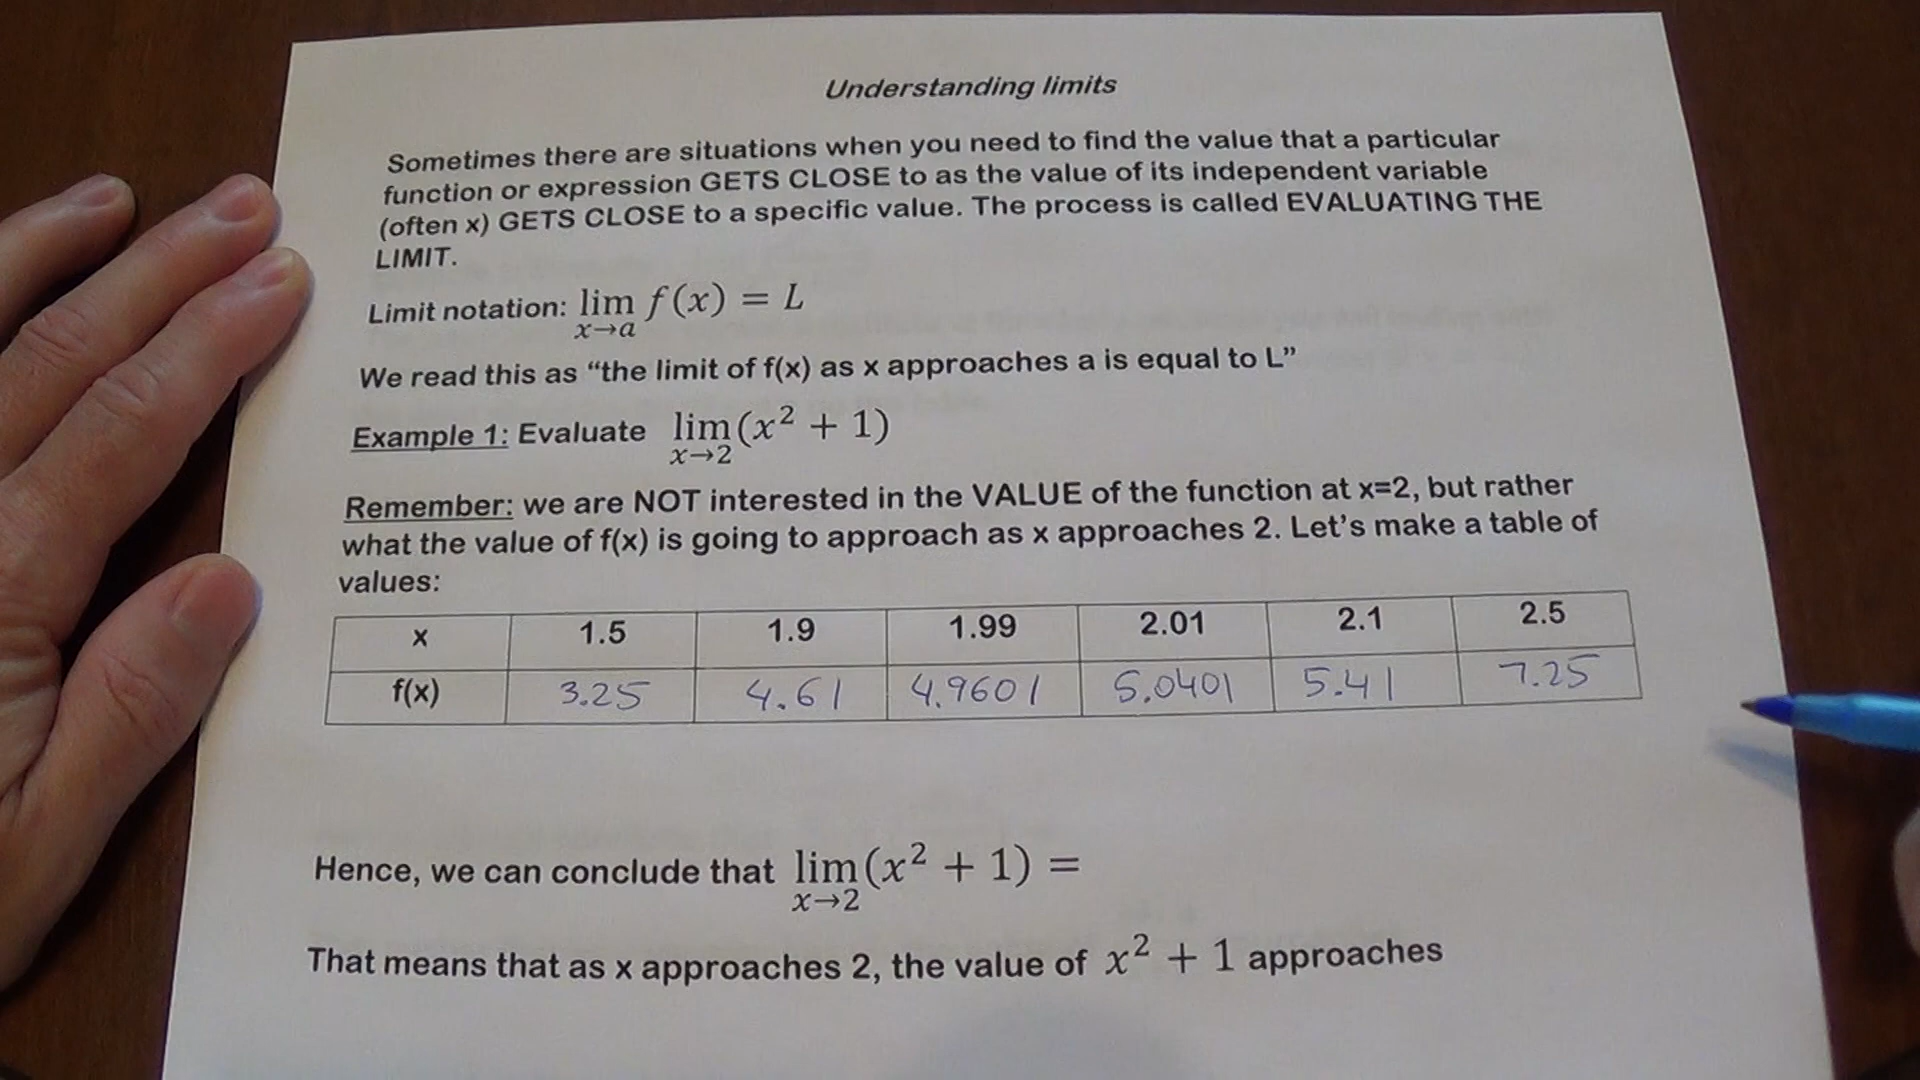 Understanding limits
Sometimes there are situations when you need to find the value that a particular
function or expression GETS CLOSE to as the value of its independent variable
(often x) GETS CLOSE to a specific value. The process is called EVALUATING THE
LIMIT.
Limit notation: lim f(x) = L
x→a
We read this as “the limit of f(x) as x approaches a is equal to L”
Example 1: Evaluate lim(x² + 1)
x→2
Remember: we are NOT interested in the VALUE of the function at x=2, but rather
what the value of f(x) is going to approach as x approaches 2. Let’s make a table of
values:
x 1.5 1.9 1.99 2.01 2.1 2.5
f(x) 3.25 4.61 4.9601 5.0401 5.41 7.25
Hence, we can conclude that lim(x² + 1) =
x→2
That means that as x approaches 2, the value of x² + 1 approaches